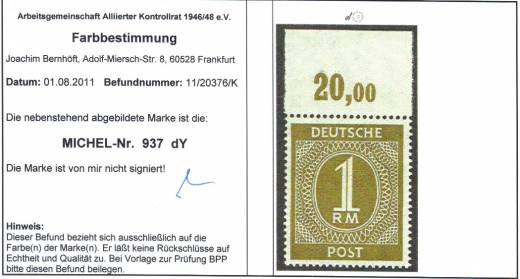 Arbeitsgemeinschaft Alliierter Kontrollrat 1946/48 e.V.
Farbbestimmung
Joachim Bernhöft, Adolf-Miersch-Str. 8, 60528 Frankfurt
Datum: 01.08.2011 Befundnummer: 11/20376/K
Die nebenstehend abgebildete Marke ist die:
MICHEL-Nr. 937 dY
Die Marke ist von mir nicht signiert!
Hinweis:
Dieser Befund bezieht sich ausschließlich auf die
Farbe(n) der Marke(n). Er läßt keine Rückschlüsse auf
Echtheit und Qualität zu. Bei Vorlage zur Prüfung BPP
bitte diesen Befund beilegen.
20,00
DEUTSCHE
1
RM
POST